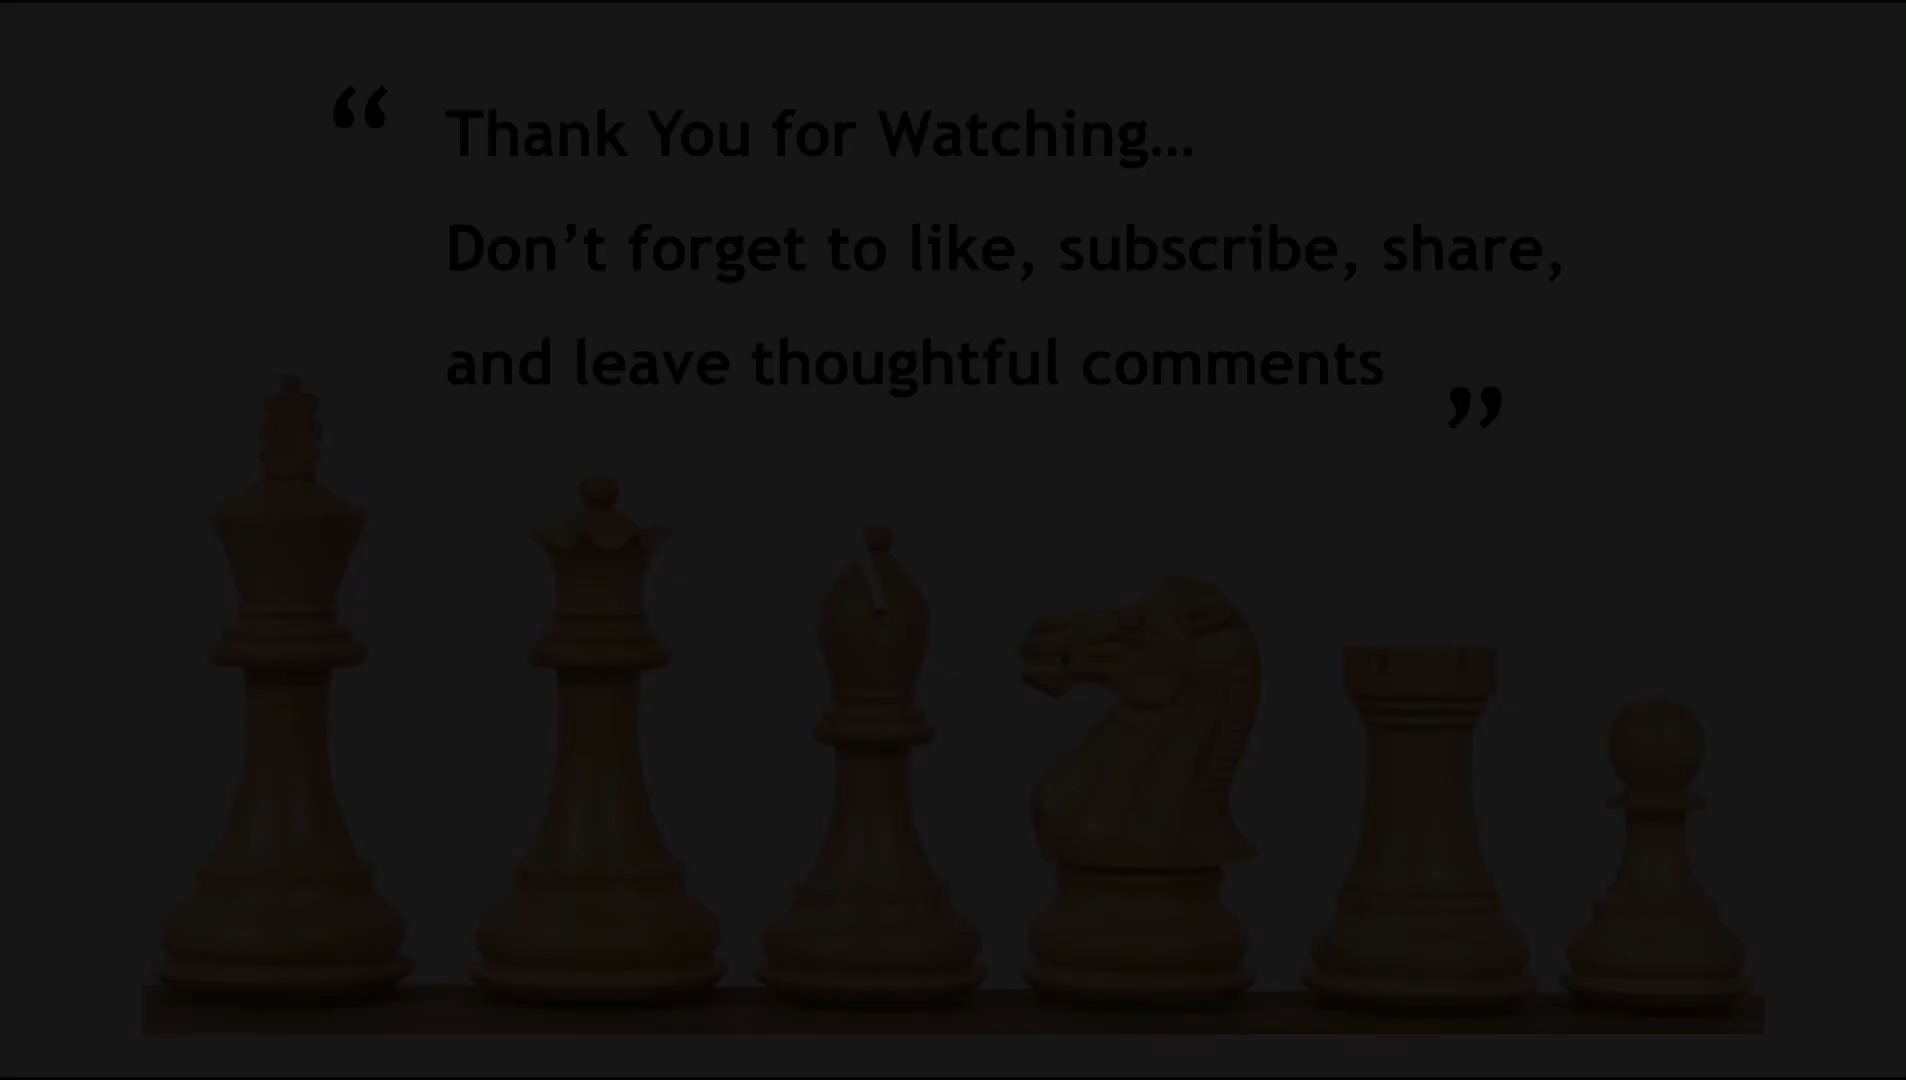 “ Thank You for Watching...
Don’t forget to like, subscribe, share,
and leave thoughtful comments ”